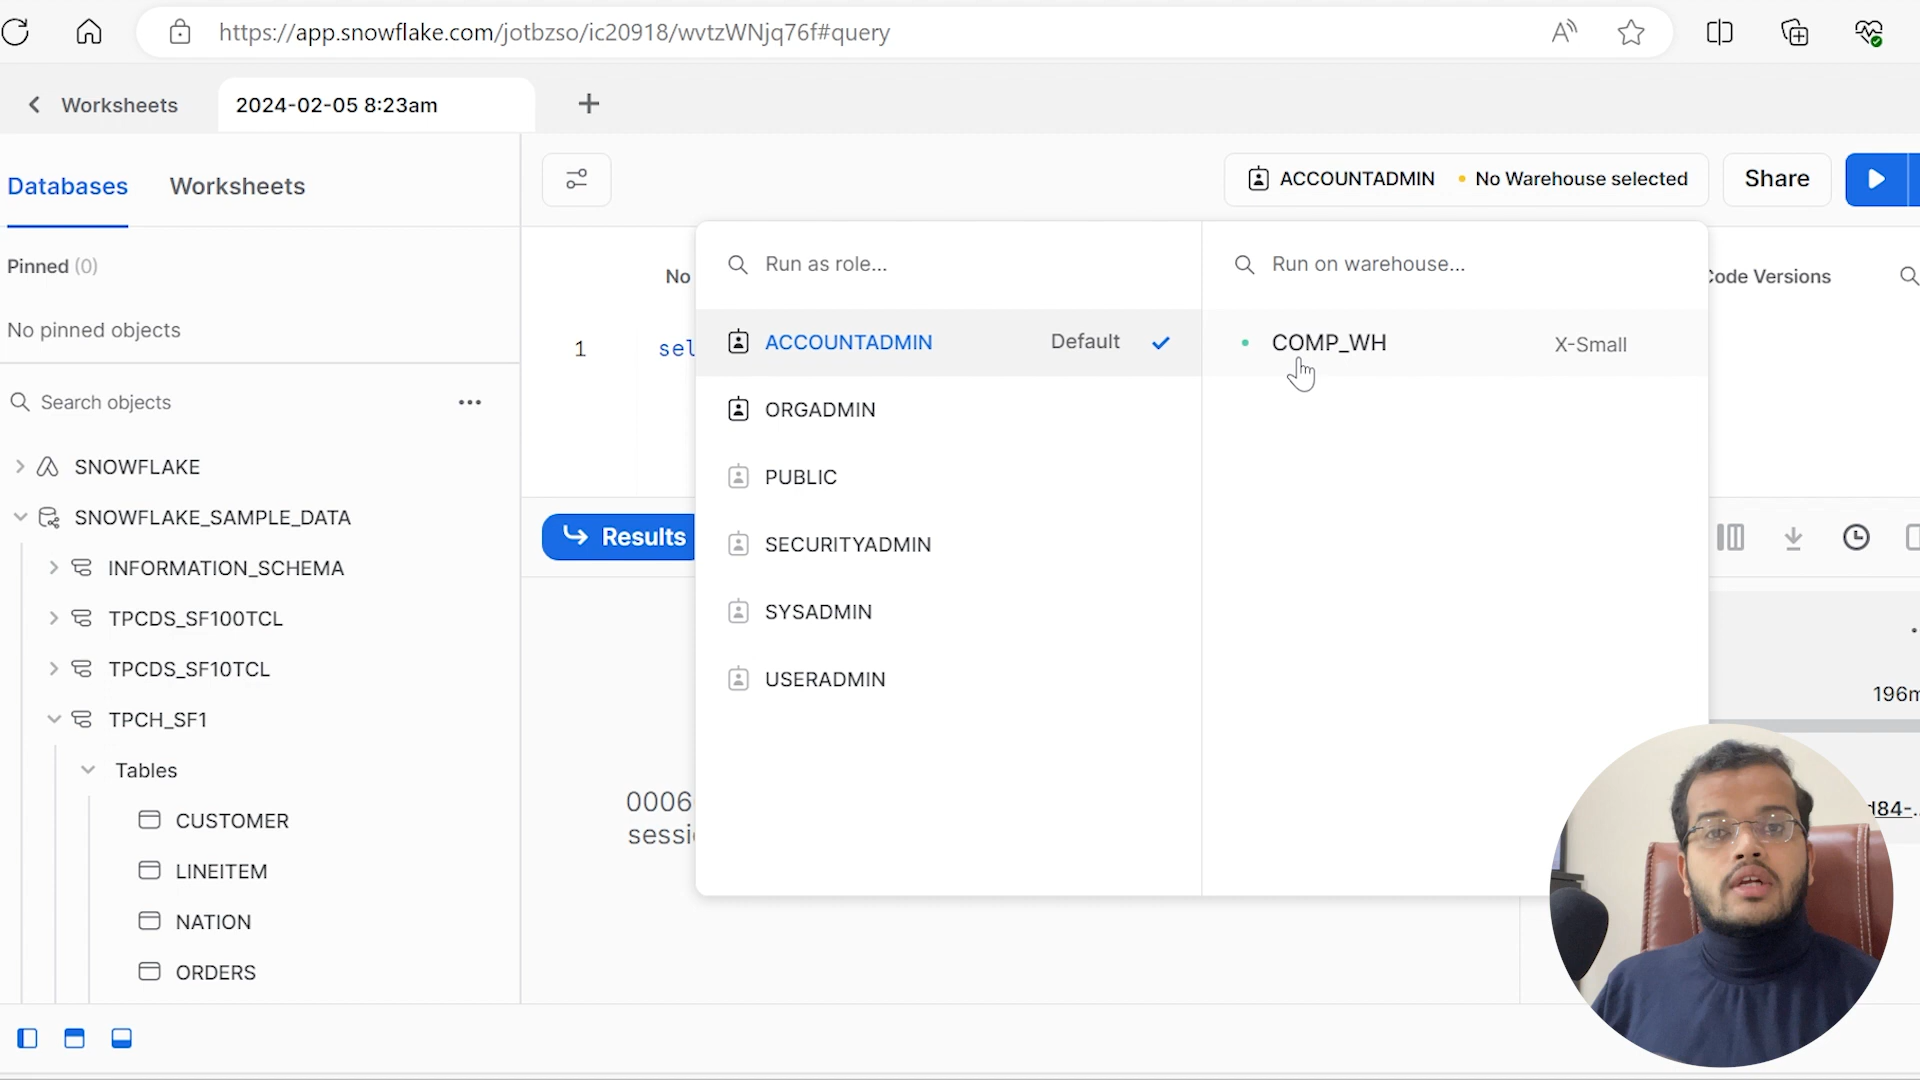 https://app.snowflake.com/jotbzso/ic20918/wvtzWNjq76f#query
Worksheets
2024-02-05 8:23am
Databases
Worksheets
ACCOUNTADMIN
No Warehouse selected
Share
Pinned (0)
No pinned objects
Search objects
SNOWFLAKE
SNOWFLAKE_SAMPLE_DATA
INFORMATION_SCHEMA
TPCDS_SF100TCL
TPCDS_SF10TCL
TPCH_SF1
Tables
CUSTOMER
LINEITEM
NATION
ORDERS
No
Code Versions
1
sel
Results
0006
sessi
Run as role...
ACCOUNTADMIN
Default
ORGADMIN
PUBLIC
SECURITYADMIN
SYSADMIN
USERADMIN
Run on warehouse...
COMP_WH
X-Small
196m
d84-..